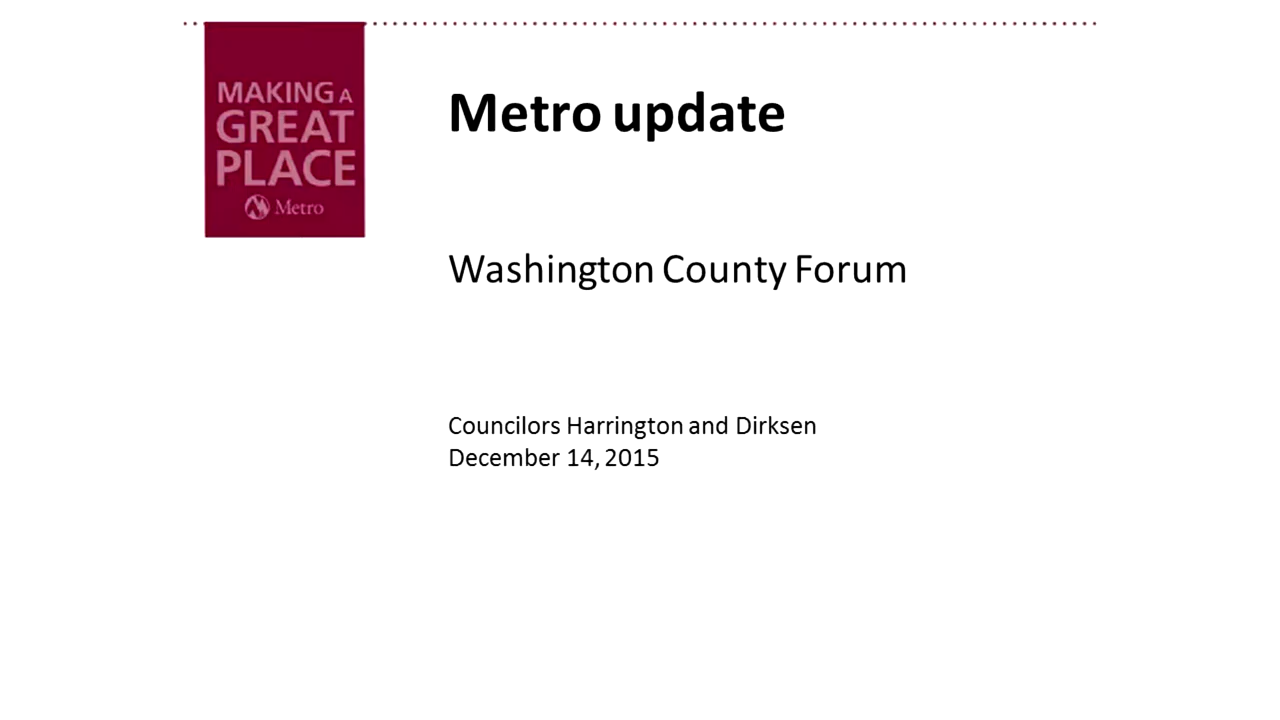 MAKING A
GREAT
PLACE
Metro
Metro update
Washington County Forum
Councilors Harrington and Dirksen
December 14, 2015